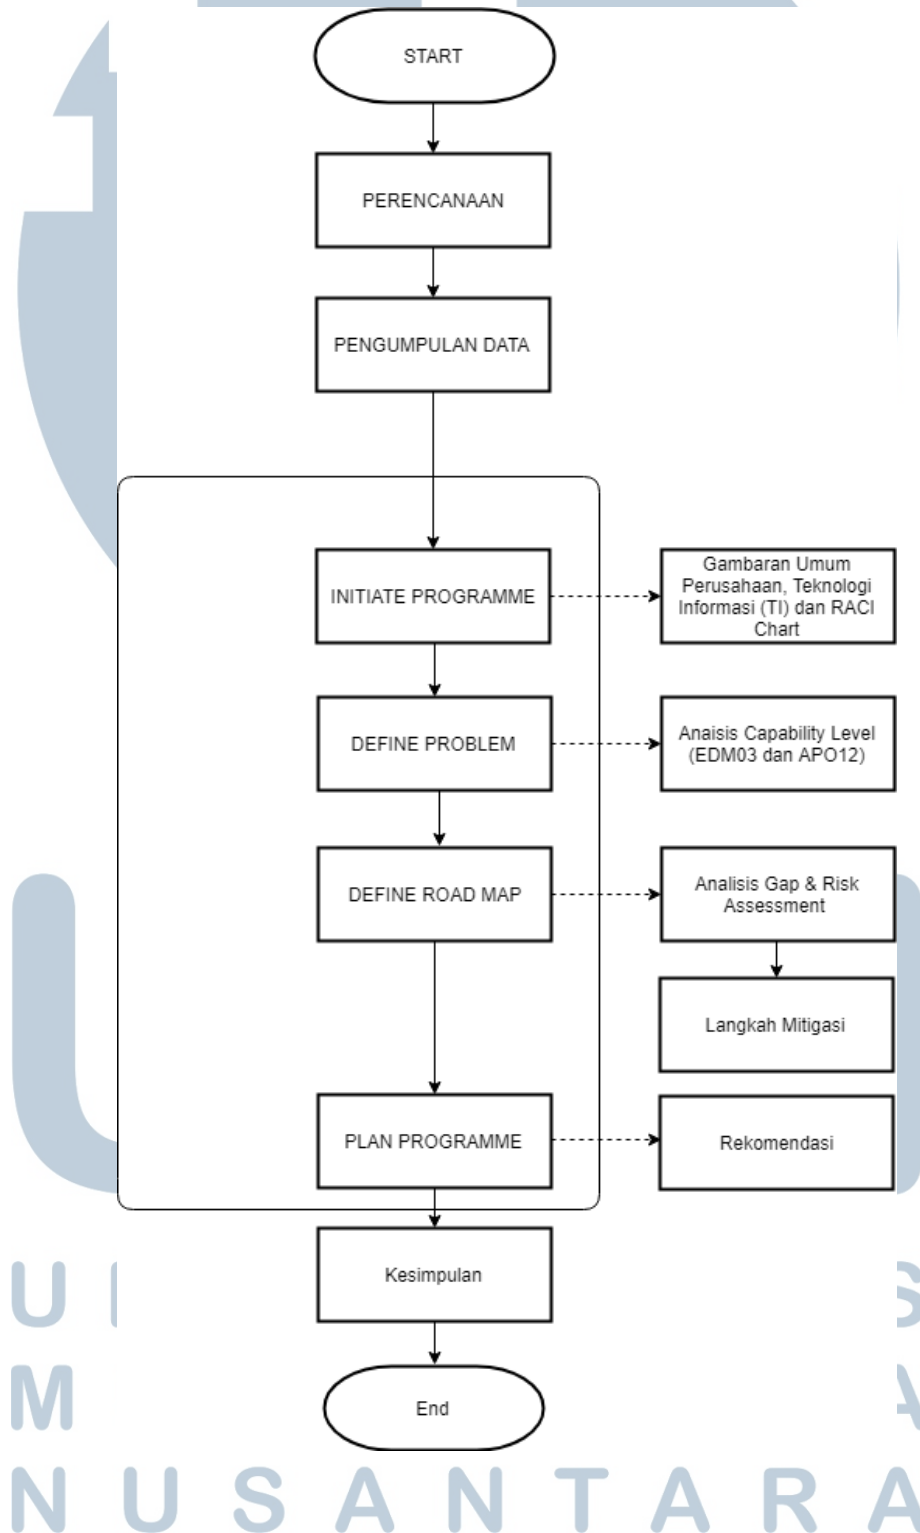 START
PERENCANAAN
PENGUMPULAN DATA
INITIATE PROGRAMME
Gambaran Umum
Perusahaan, Teknologi
Informasi (TI) dan RACI
Chart
DEFINE PROBLEM
Anaisis Capability Level
(EDM03 dan APO12)
DEFINE ROAD MAP
Analisis Gap & Risk
Assessment
Langkah Mitigasi
PLAN PROGRAMME
Rekomendasi
Kesimpulan
End
NUSANTARA